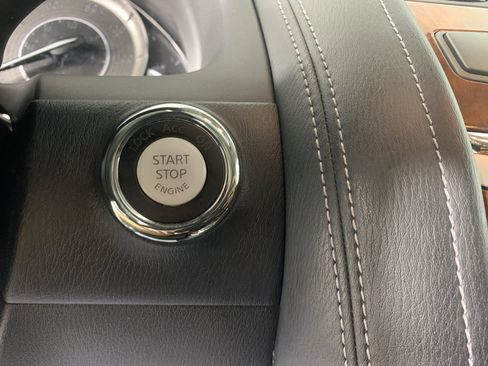 LOCK ACC ON
START
STOP
ENGINE